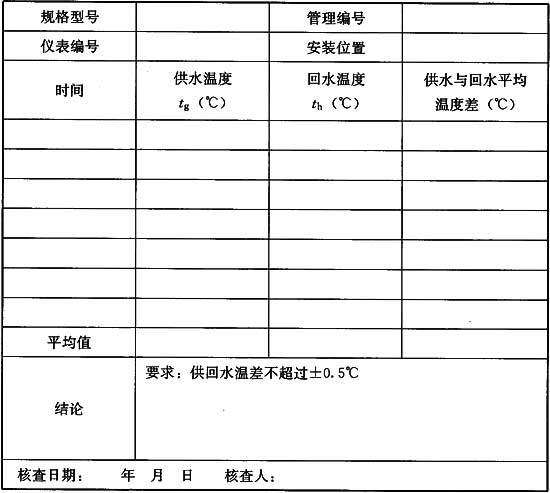 规格型号 管理编号
仪表编号 安装位置
时间 供水温度 tg（℃） 回水温度 th（℃） 供水与回水平均温度差（℃）
平均值
结论 要求：供回水温差不超过±0.5℃
核查日期： 年 月 日 核查人：